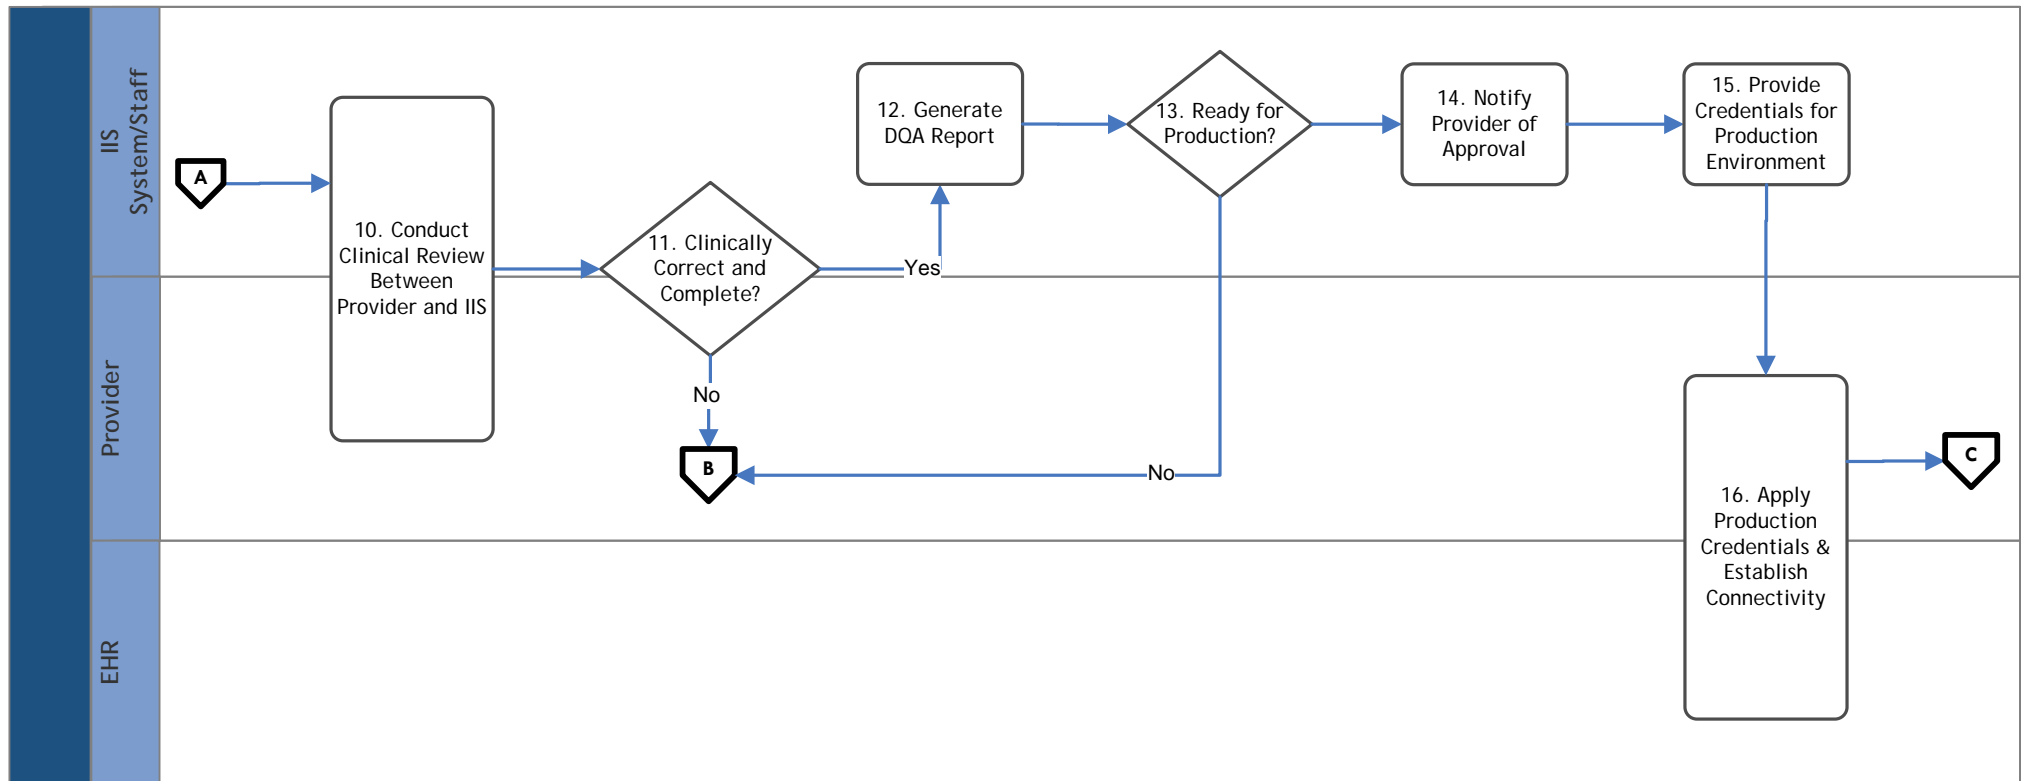 IIS
System/Staff
Provider
EHR
A
10. Conduct
Clinical Review
Between
Provider and IIS
11. Clinically
Correct and
Complete?
Yes
No
B
12. Generate
DQA Report
13. Ready for
Production?
No
14. Notify
Provider of
Approval
15. Provide
Credentials for
Production
Environment
16. Apply
Production
Credentials &
Establish
Connectivity
C